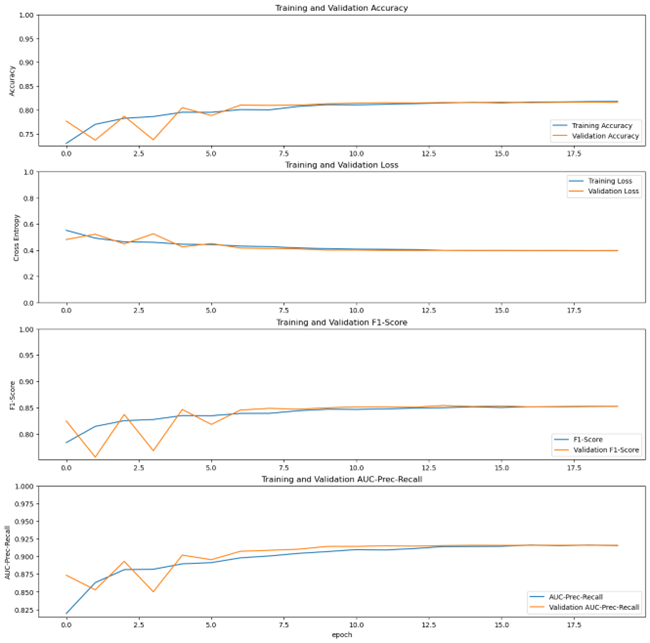 Training and Validation Accuracy
1.00
0.95
0.90
0.85
0.80
0.75
Accuracy
Training Accuracy
Validation Accuracy
0.0 2.5 5.0 7.5 10.0 12.5 15.0 17.5
Training and Validation Loss
1.0
0.8
0.6
0.4
0.2
0.0
Cross Entropy
Training Loss
Validation Loss
0.0 2.5 5.0 7.5 10.0 12.5 15.0 17.5
Training and Validation F1-Score
1.00
0.95
0.90
0.85
0.80
F1-Score
F1-Score
Validation F1-Score
0.0 2.5 5.0 7.5 10.0 12.5 15.0 17.5
Training and Validation AUC-Prec-Recall
1.000
0.975
0.950
0.925
0.900
0.875
0.850
0.825
AUC-Prec-Recall
AUC-Prec-Recall
Validation AUC-Prec-Recall
0.0 2.5 5.0 7.5 10.0 12.5 15.0 17.5
epoch